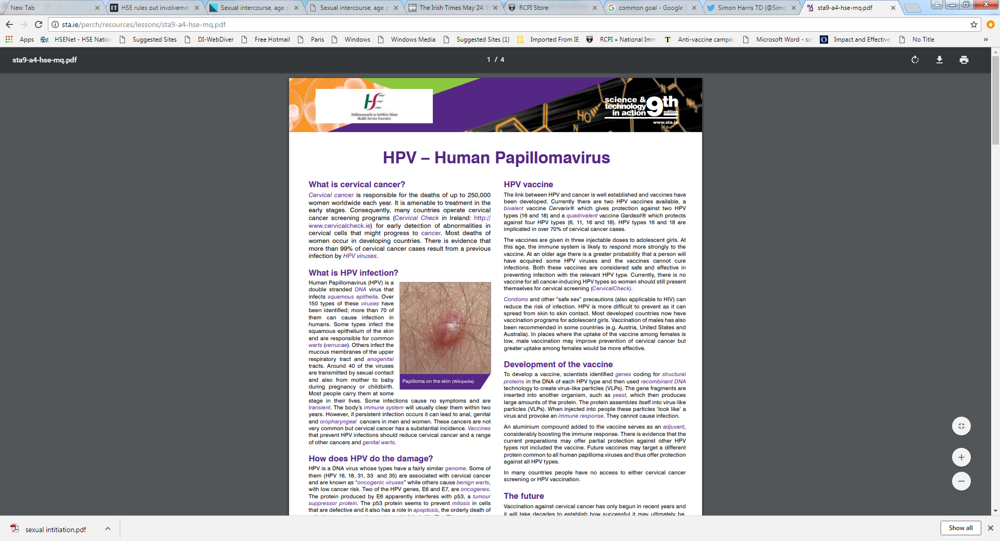 New Tab
HSE rules out involveme
Sexual intercourse, age o
Sexual intercourse, age o
The Irish Times May 24, 2
RCPI Store
common goal - Google S
Simon Harris TD (@Simo
sta9-a4-hse-mq.pdf
sta.ie/perch/resources/lessons/sta9-a4-hse-mq.pdf
Apps
HSENet - HSE Nation
Suggested Sites
DI-WebDiver
Free Hotmail
Paris
Windows
Windows Media
Suggested Sites (1)
Imported From IE
RCPI » National Imm
Anti-vaccine campai
Microsoft Word - sc
Impact and Effective
No Title
sta9-a4-hse-mq.pdf
1 / 4
Feidhmeannacht na Seirbhíse Sláinte
Health Service Executive
science &
technology
in action
9th
edition
www.sta.ie
HPV – Human Papillomavirus
What is cervical cancer?
Cervical cancer is responsible for the deaths of up to 250,000
women worldwide each year. It is amenable to treatment in the
early stages. Consequently, many countries operate cervical
cancer screening programs (Cervical Check in Ireland: http://
www.cervicalcheck.ie) for early detection of abnormalities in
cervical cells that might progress to cancer. Most deaths of
women occur in developing countries. There is evidence that
more than 99% of cervical cancer cases result from a previous
infection by HPV viruses.
What is HPV infection?
Human Papillomavirus (HPV) is a
double stranded DNA virus that
infects squamous epithelia. Over
150 types of these viruses have
been identified; more than 70 of
them can cause infection in
humans. Some types infect the
squamous epithelium of the skin
and are responsible for common
warts (verrucae). Others infect the
mucous membranes of the upper
respiratory tract and anogenital
tracts. Around 40 of the viruses
are transmitted by sexual contact
and also from mother to baby
during pregnancy or childbirth.
Most people carry them at some
stage in their lives. Some infections cause no symptoms and are
transient. The body's immune system will usually clear them within two
years. However, if persistent infection occurs it can lead to anal, genital
and oropharyngeal cancers in men and women. These cancers are not
very common but cervical cancer has a substantial incidence. Vaccines
that prevent HPV infections should reduce cervical cancer and a range
of other cancers and genital warts.
Papilloma on the skin (Wikipedia)
How does HPV do the damage?
HPV is a DNA virus whose types have a fairly similar genome. Some of
them (HPV 16, 18, 31, 33 and 35) are associated with cervical cancer
and are known as "oncogenic viruses" while others cause benign warts,
with low cancer risk. Two of the HPV genes, E6 and E7, are oncogenes.
The protein produced by E6 apparently interferes with p53, a tumour
suppressor protein. The p53 protein seems to prevent mitosis in cells
that are defective and it also has a role in apoptosis, the orderly death of
HPV vaccine
The link between HPV and cancer is well established and vaccines have
been developed. Currently there are two HPV vaccines available, a
bivalent vaccine Cervarix® which gives protection against two HPV
types (16 and 18) and a quadrivalent vaccine Gardasil® which protects
against four HPV types (6, 11, 16 and 18). HPV types 16 and 18 are
implicated in over 70% of cervical cancer cases.
The vaccines are given in three injectable doses to adolescent girls. At
this age, the immune system is likely to respond more strongly to the
vaccine. At an older age there is a greater probability that a person will
have acquired some HPV viruses and the vaccines cannot cure
infections. Both these vaccines are considered safe and effective in
preventing infection with the relevant HPV type. Currently, there is no
vaccine for all cancer-inducing HPV types so women should still present
themselves for cervical screening (CervicalCheck).
Condoms and other "safe sex" precautions (also applicable to HIV) can
reduce the risk of infection. HPV is more difficult to prevent as it can
spread from skin to skin contact. Most developed countries now have
vaccination programs for adolescent girls. Vaccination of males has also
been recommended in some countries (e.g. Austria, United States and
Australia). In places where the uptake of the vaccine among females is
low, male vaccination may improve prevention of cervical cancer but
greater uptake among females would be more effective.
Development of the vaccine
To develop a vaccine, scientists identified genes coding for structural
proteins in the DNA of each HPV type and then used recombinant DNA
technology to create virus-like particles (VLPs). The gene fragments are
inserted into another organism, such as yeast, which then produces
large amounts of the protein. The protein assembles itself into virus-like
particles (VLPs). When injected into people these particles 'look like' a
virus and provoke an immune response. They cannot cause infection.
An aluminium compound added to the vaccine serves as an adjuvant,
considerably boosting the immune response. There is evidence that the
current preparations may offer partial protection against other HPV
types not included the vaccine. Future vaccines may target a different
protein common to all human papilloma viruses and thus offer protection
against all HPV types.
In many countries people have no access to either cervical cancer
screening or HPV vaccination.
The future
Vaccination against cervical cancer has only begun in recent years and
it will take decades to establish how successful it may ultimately be.
sexual intitiation.pdf
Show all